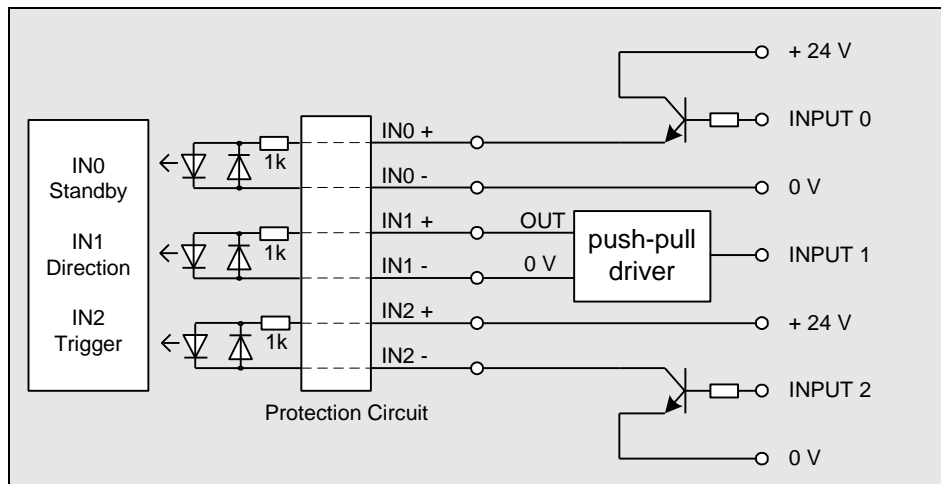 IN0
Standby
IN1
Direction
IN2
Trigger
1k
1k
1k
Protection Circuit
IN0 +
IN0 -
IN1 +
IN1 -
IN2 +
IN2 -
OUT
0 V
push-pull
driver
+ 24 V
INPUT 0
0 V
INPUT 1
+ 24 V
INPUT 2
0 V